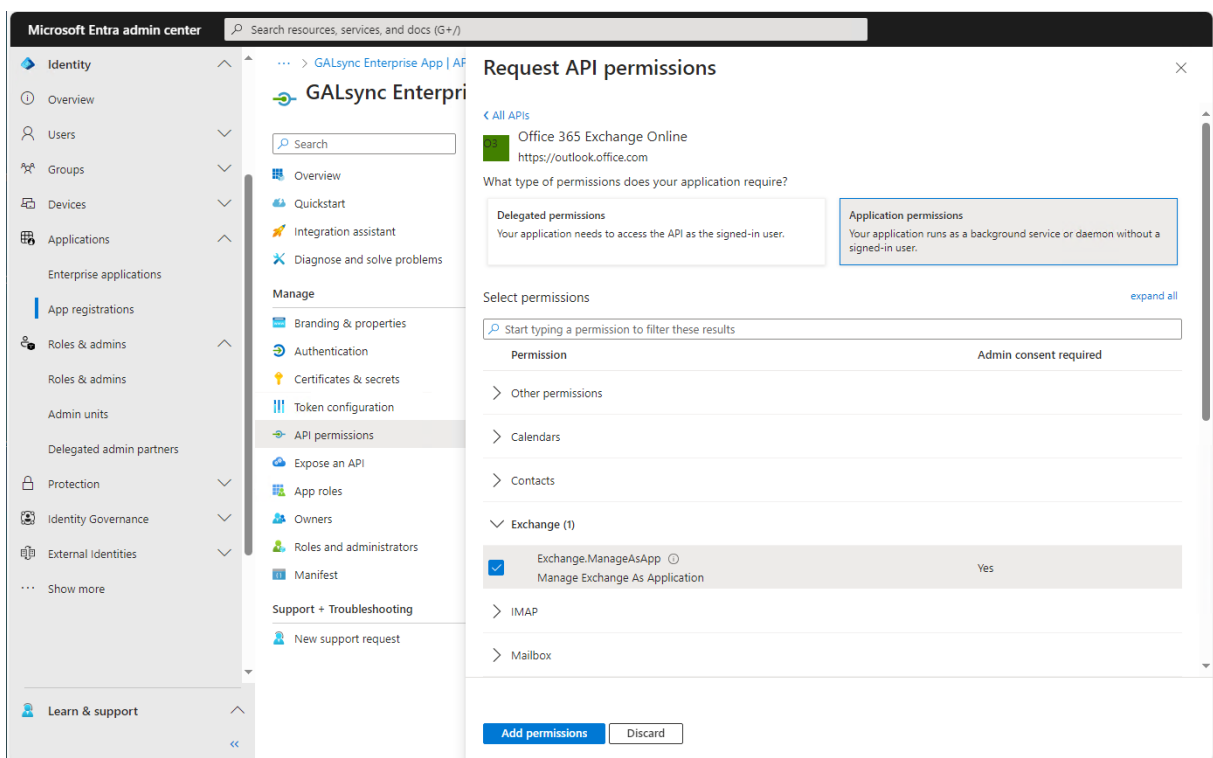 Microsoft Entra admin center
Search resources, services, and docs (G+/)
Identity
Overview
Users
Groups
Devices
Applications
Enterprise applications
App registrations
Roles & admins
Roles & admins
Admin units
Delegated admin partners
Protection
Identity Governance
External Identities
··· Show more
Learn & support
«
··· > GALsync Enterprise App | AP
GALsync Enterpri
Search
Overview
Quickstart
Integration assistant
Diagnose and solve problems
Manage
Branding & properties
Authentication
Certificates & secrets
Token configuration
API permissions
Expose an API
App roles
Owners
Roles and administrators
Manifest
Support + Troubleshooting
New support request
Request API permissions
All APIs
O3
Office 365 Exchange Online
https://outlook.office.com
What type of permissions does your application require?
Delegated permissions
Your application needs to access the API as the signed-in user.
Application permissions
Your application runs as a background service or daemon without a
signed-in user.
Select permissions
expand all
Start typing a permission to filter these results
Permission Admin consent required
Other permissions
Calendars
Contacts
Exchange (1)
Exchange.ManageAsApp
Manage Exchange As Application
Yes
IMAP
Mailbox
Add permissions Discard